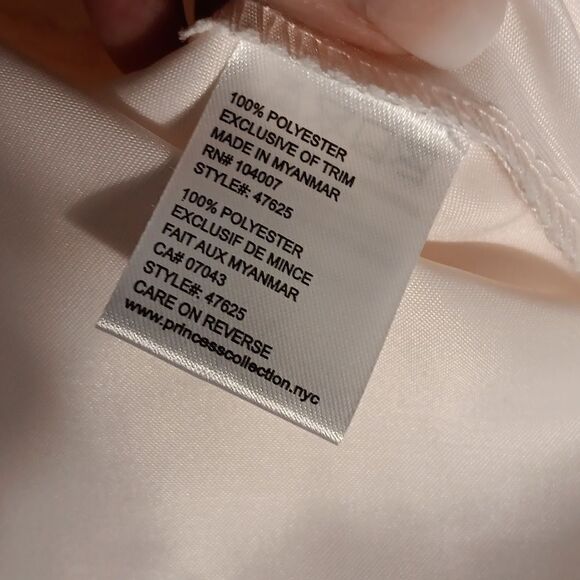 100% POLYESTER
EXCLUSIVE OF TRIM
MADE IN MYANMAR
RN# 104007
STYLE#: 47625
100% POLYESTER
EXCLUSIF DE MINCE
FAIT AUX MYANMAR
CA# 07043
STYLE#: 47625
CARE ON REVERSE
www.princesscollection.nyc